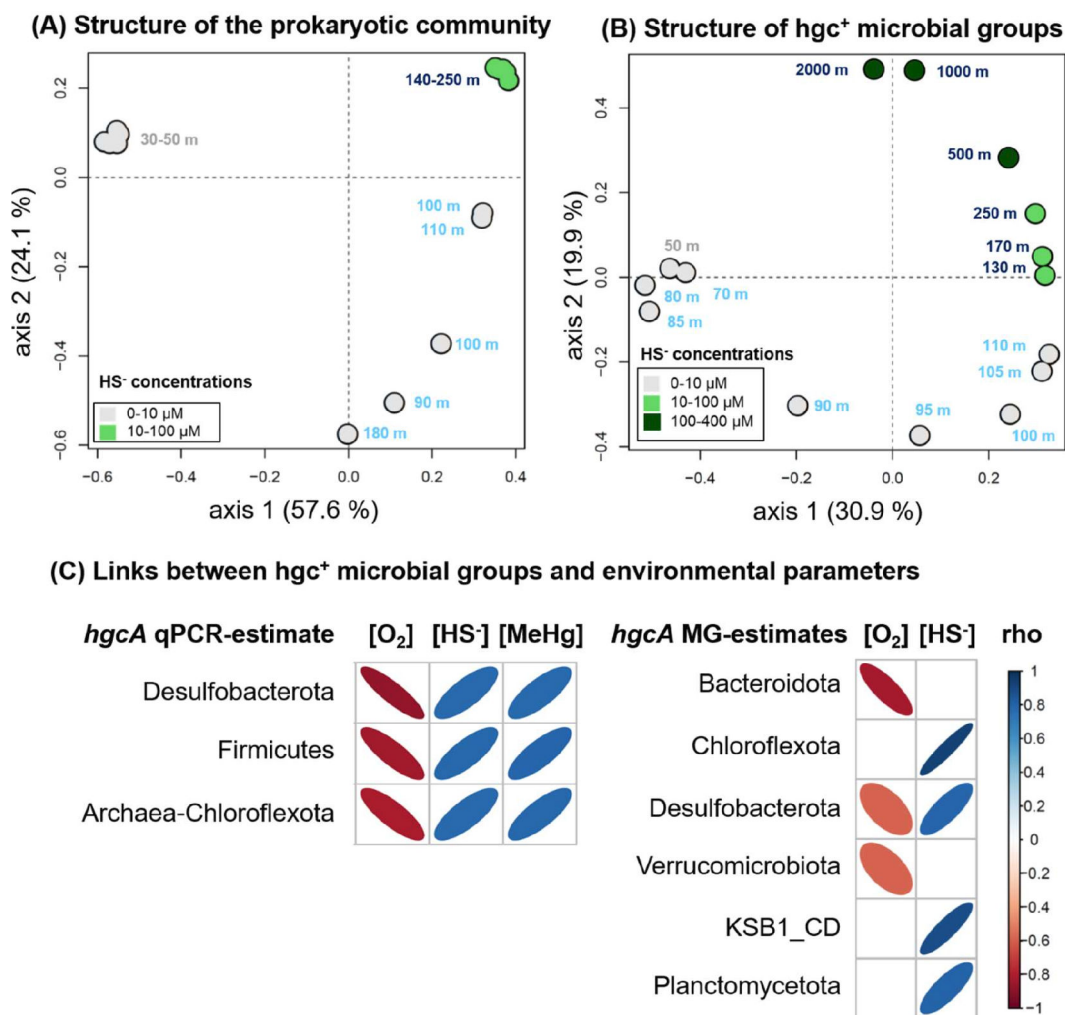 (A) Structure of the prokaryotic community
(B) Structure of hgc⁺ microbial groups
axis 2 (24.1 %)
0.2
0.0
−0.2
−0.4
−0.6
140-250 m
30-50 m
100 m
110 m
100 m
90 m
180 m
HS⁻ concentrations
0-10 µM
10-100 µM
−0.6 −0.4 −0.2 0.0 0.2 0.4
axis 1 (57.6 %)
axis 2 (19.9 %)
0.4
0.2
0.0
−0.2
−0.4
2000 m
1000 m
500 m
250 m
170 m
130 m
50 m
80 m
70 m
85 m
110 m
105 m
90 m
95 m
100 m
HS⁻ concentrations
0-10 µM
10-100 µM
100-400 µM
−0.4 −0.2 0.0 0.2
axis 1 (30.9 %)
(C) Links between hgc⁺ microbial groups and environmental parameters
hgcA qPCR-estimate [O₂] [HS⁻] [MeHg]
Desulfobacterota
Firmicutes
Archaea-Chloroflexota
hgcA MG-estimates [O₂] [HS⁻] rho
Bacteroidota
Chloroflexota
Desulfobacterota
Verrucomicrobiota
KSB1_CD
Planctomycetota
1
0.8
0.6
0.4
0.2
0
−0.2
−0.4
−0.6
−0.8
−1